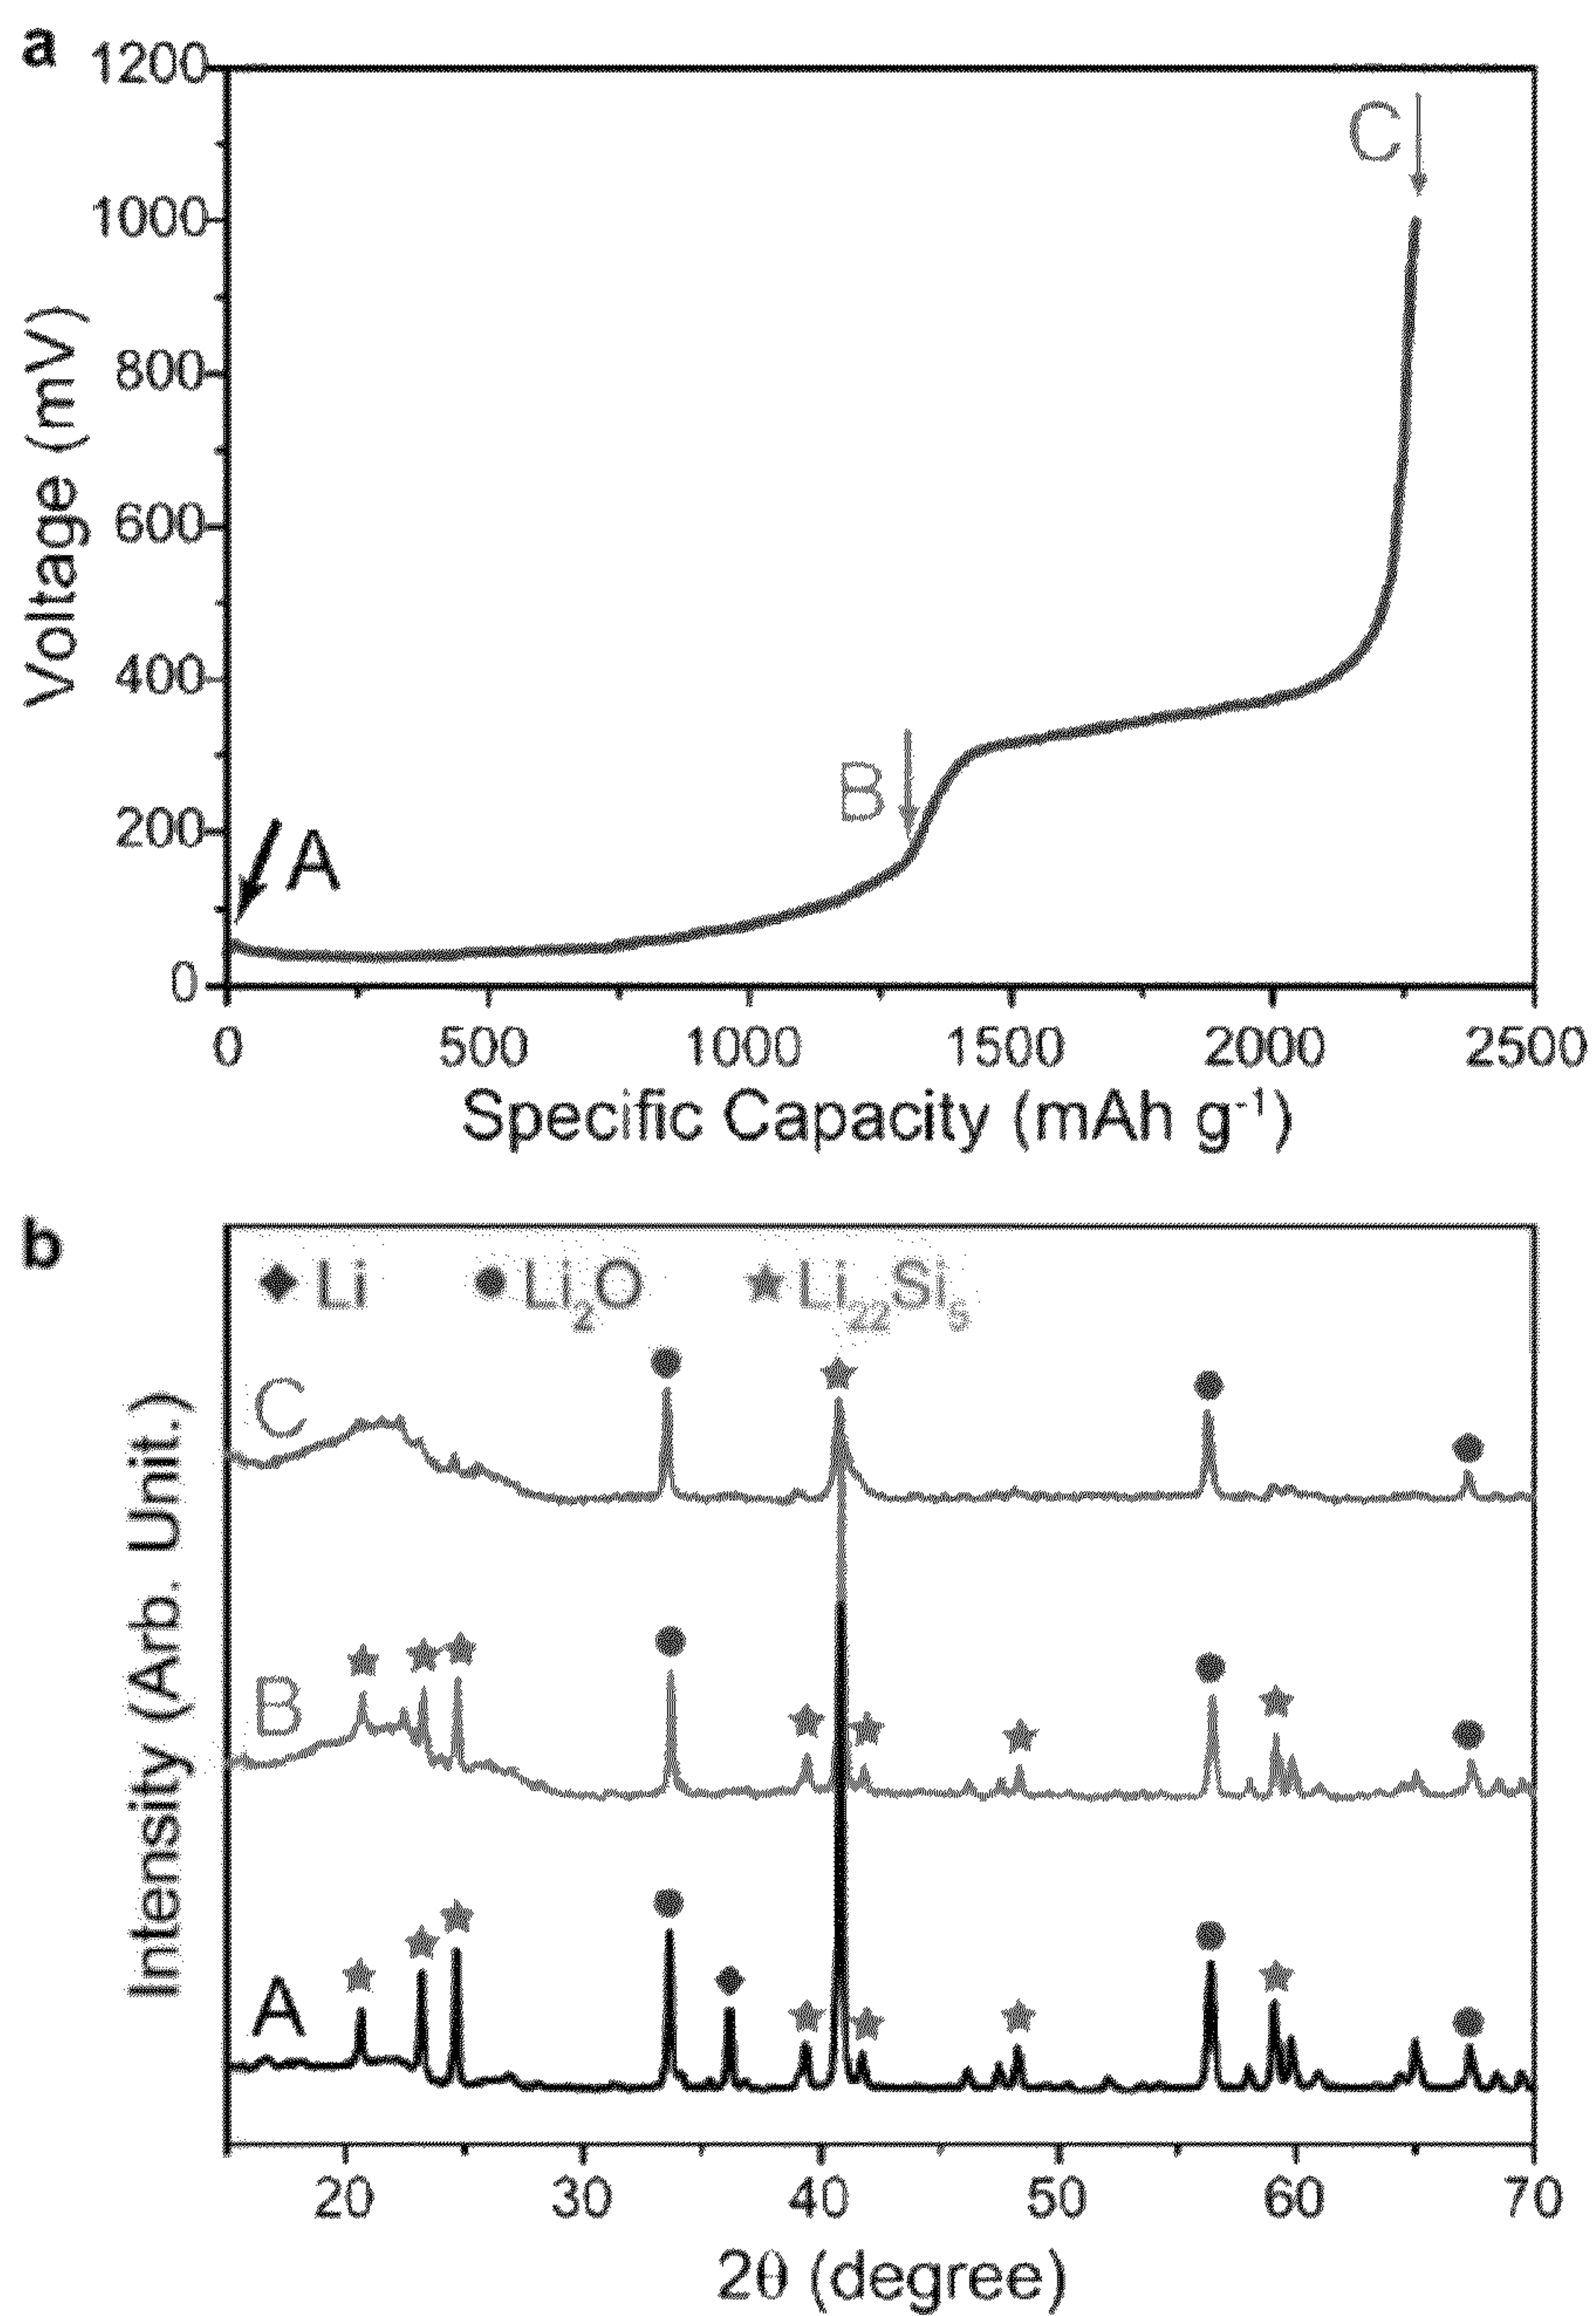 a
1200
1000
800
600
400
200
0
Voltage (mV)
A
B
C
0 500 1000 1500 2000 2500
Specific Capacity (mAh g⁻¹)
b
Li Li₂O Li₂₂Si₅
C
B
A
Intensity (Arb. Unit.)
20 30 40 50 60 70
2θ (degree)